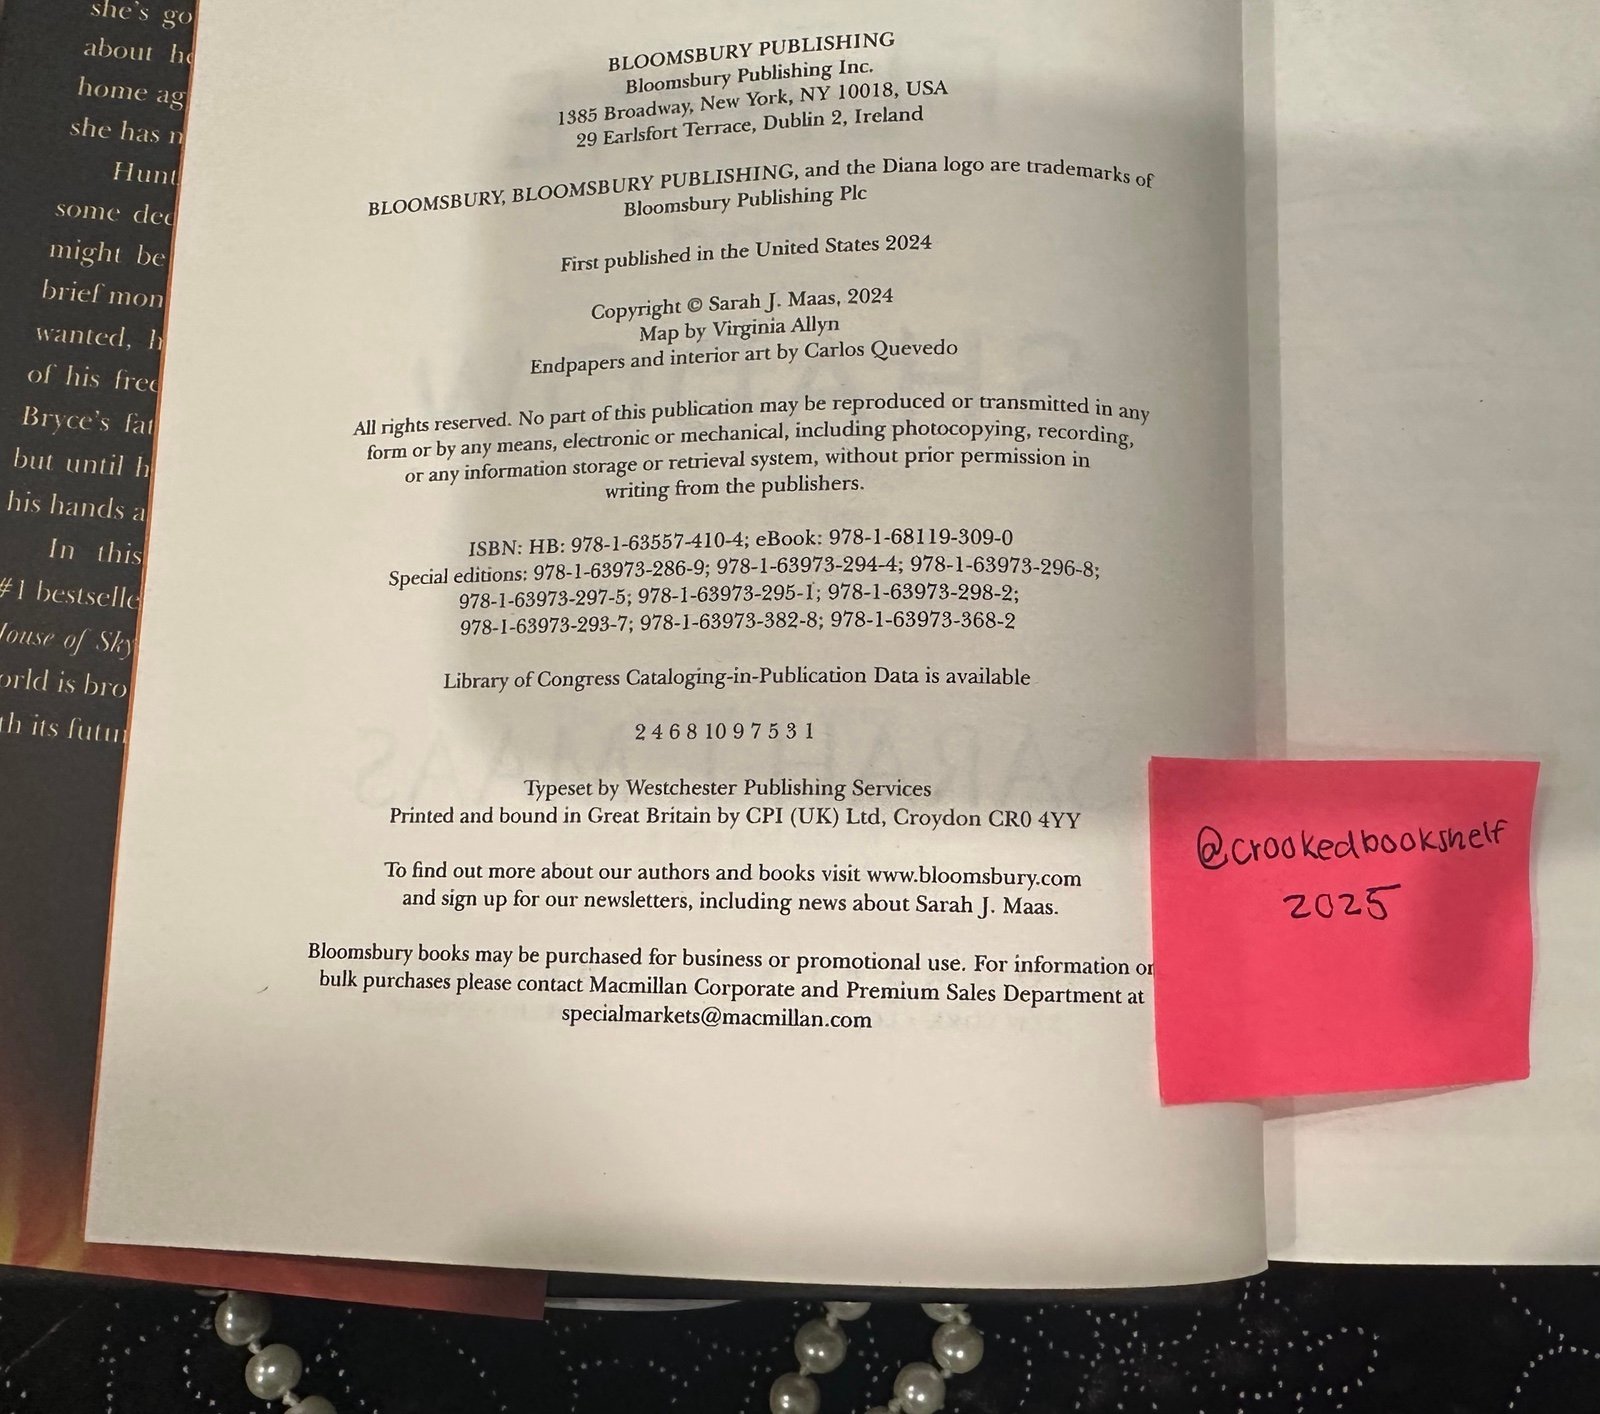 she's go
about he
home ag
she has n
Hunt
some dec
might be
brief mon
wanted, h
of his free
Bryce's fat
but until h
his hands a
In this
#1 bestselle
House of Sky
orld is bro
th its futu
BLOOMSBURY PUBLISHING
Bloomsbury Publishing Inc.
1385 Broadway, New York, NY 10018, USA
29 Earlsfort Terrace, Dublin 2, Ireland
BLOOMSBURY, BLOOMSBURY PUBLISHING, and the Diana logo are trademarks of
Bloomsbury Publishing Plc
First published in the United States 2024
Copyright © Sarah J. Maas, 2024
Map by Virginia Allyn
Endpapers and interior art by Carlos Quevedo
All rights reserved. No part of this publication may be reproduced or transmitted in any
form or by any means, electronic or mechanical, including photocopying, recording,
or any information storage or retrieval system, without prior permission in
writing from the publishers.
ISBN: HB: 978-1-63557-410-4; eBook: 978-1-68119-309-0
Special editions: 978-1-63973-286-9; 978-1-63973-294-4; 978-1-63973-296-8;
978-1-63973-297-5; 978-1-63973-295-1; 978-1-63973-298-2;
978-1-63973-293-7; 978-1-63973-382-8; 978-1-63973-368-2
Library of Congress Cataloging-in-Publication Data is available
2 4 6 8 10 9 7 5 3 1
Typeset by Westchester Publishing Services
Printed and bound in Great Britain by CPI (UK) Ltd, Croydon CR0 4YY
To find out more about our authors and books visit www.bloomsbury.com
and sign up for our newsletters, including news about Sarah J. Maas.
Bloomsbury books may be purchased for business or promotional use. For information or
bulk purchases please contact Macmillan Corporate and Premium Sales Department at
specialmarkets@macmillan.com
@crookedbookshelf
2025